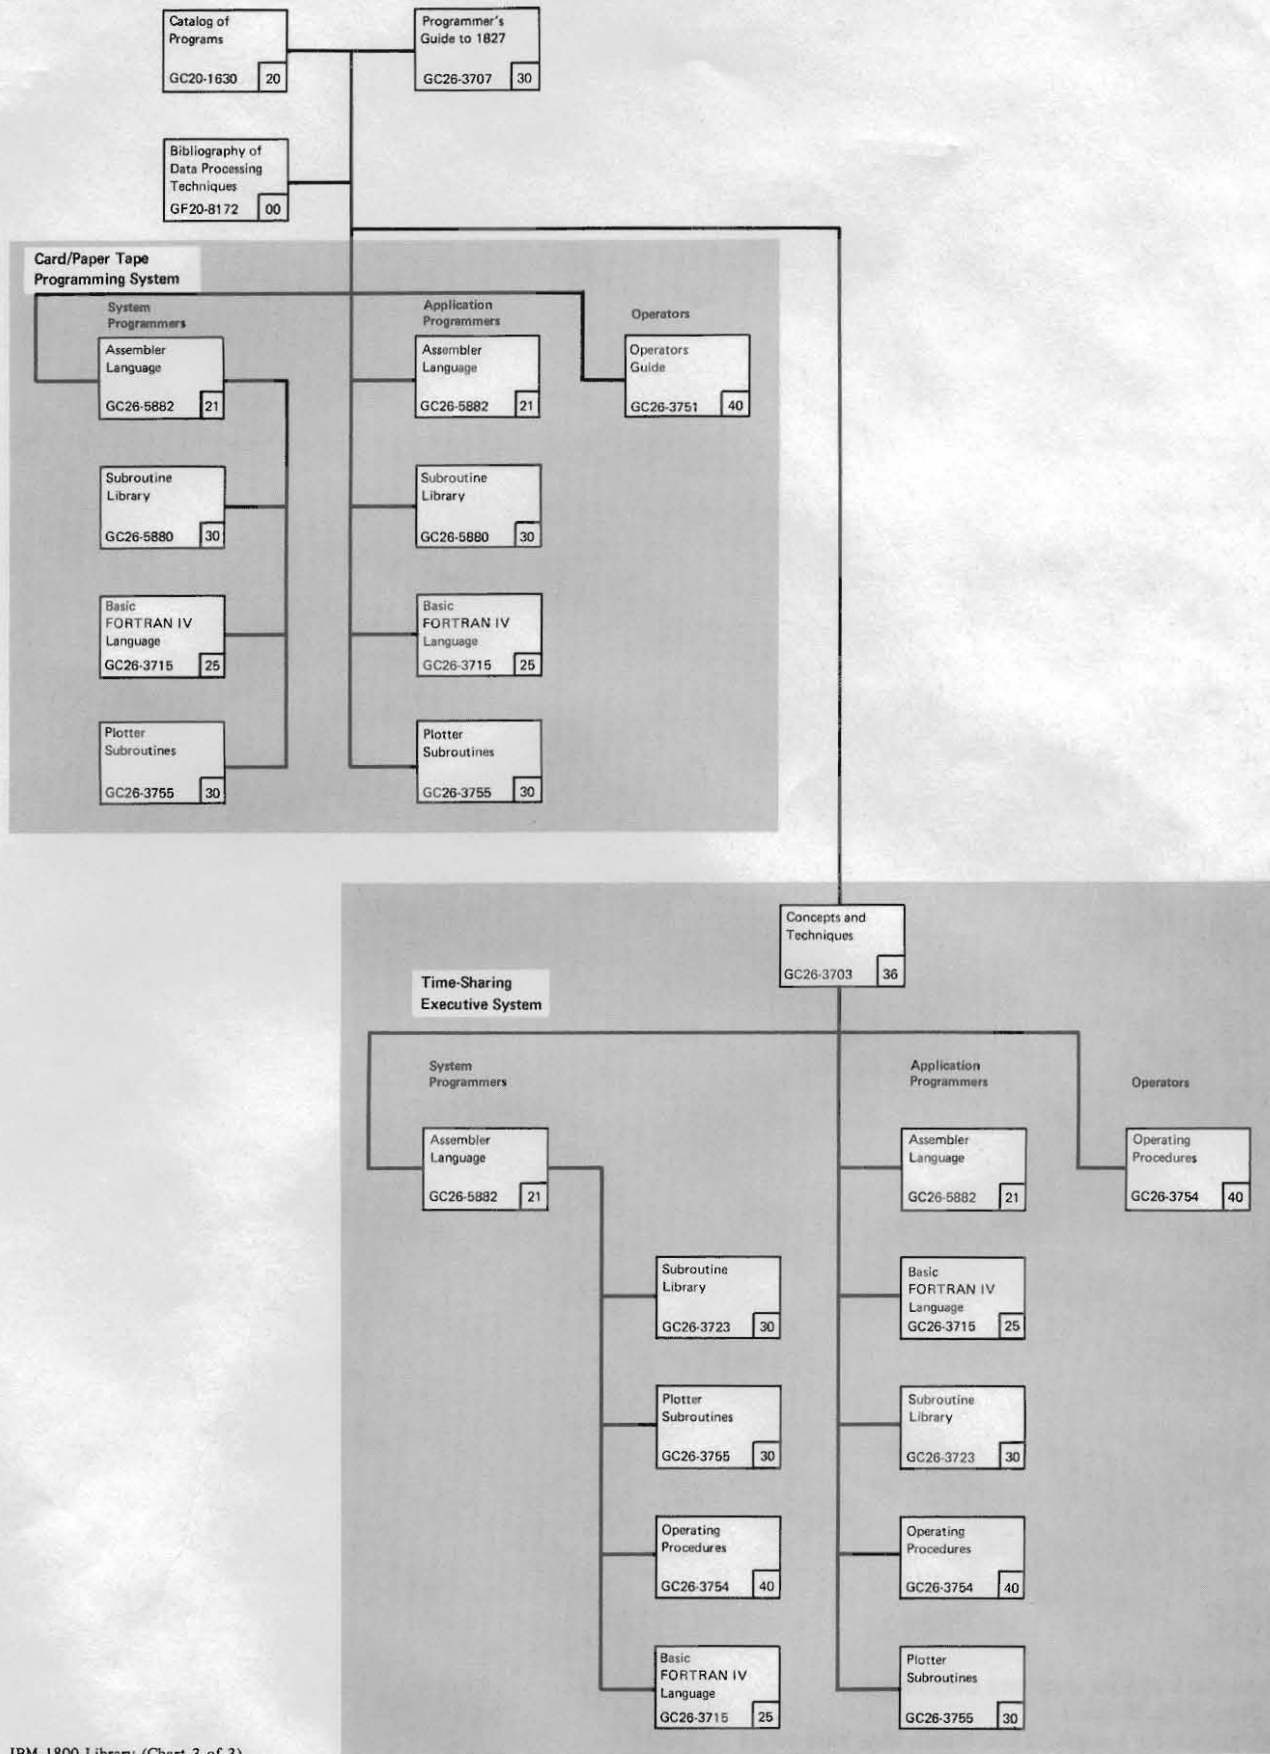 Catalog of
Programs
GC20-1630 20
Programmer's
Guide to 1827
GC26-3707 30
Bibliography of
Data Processing
Techniques
GF20-8172 00
Card/Paper Tape
Programming System
System
Programmers
Application
Programmers
Operators
Assembler
Language
GC26-5882 21
Assembler
Language
GC26-5882 21
Operators
Guide
GC26-3751 40
Subroutine
Library
GC26-5880 30
Subroutine
Library
GC26-5880 30
Basic
FORTRAN IV
Language
GC26-3715 25
Basic
FORTRAN IV
Language
GC26-3715 25
Plotter
Subroutines
GC26-3755 30
Plotter
Subroutines
GC26-3755 30
Concepts and
Techniques
GC26-3703 36
Time-Sharing
Executive System
System
Programmers
Application
Programmers
Operators
Assembler
Language
GC26-5882 21
Assembler
Language
GC26-5882 21
Operating
Procedures
GC26-3754 40
Subroutine
Library
GC26-3723 30
Basic
FORTRAN IV
Language
GC26-3715 25
Plotter
Subroutines
GC26-3755 30
Subroutine
Library
GC26-3723 30
Operating
Procedures
GC26-3754 40
Operating
Procedures
GC26-3754 40
Basic
FORTRAN IV
Language
GC26-3715 25
Plotter
Subroutines
GC26-3755 30
IBM 1800 Library (Chart 3 of 3)